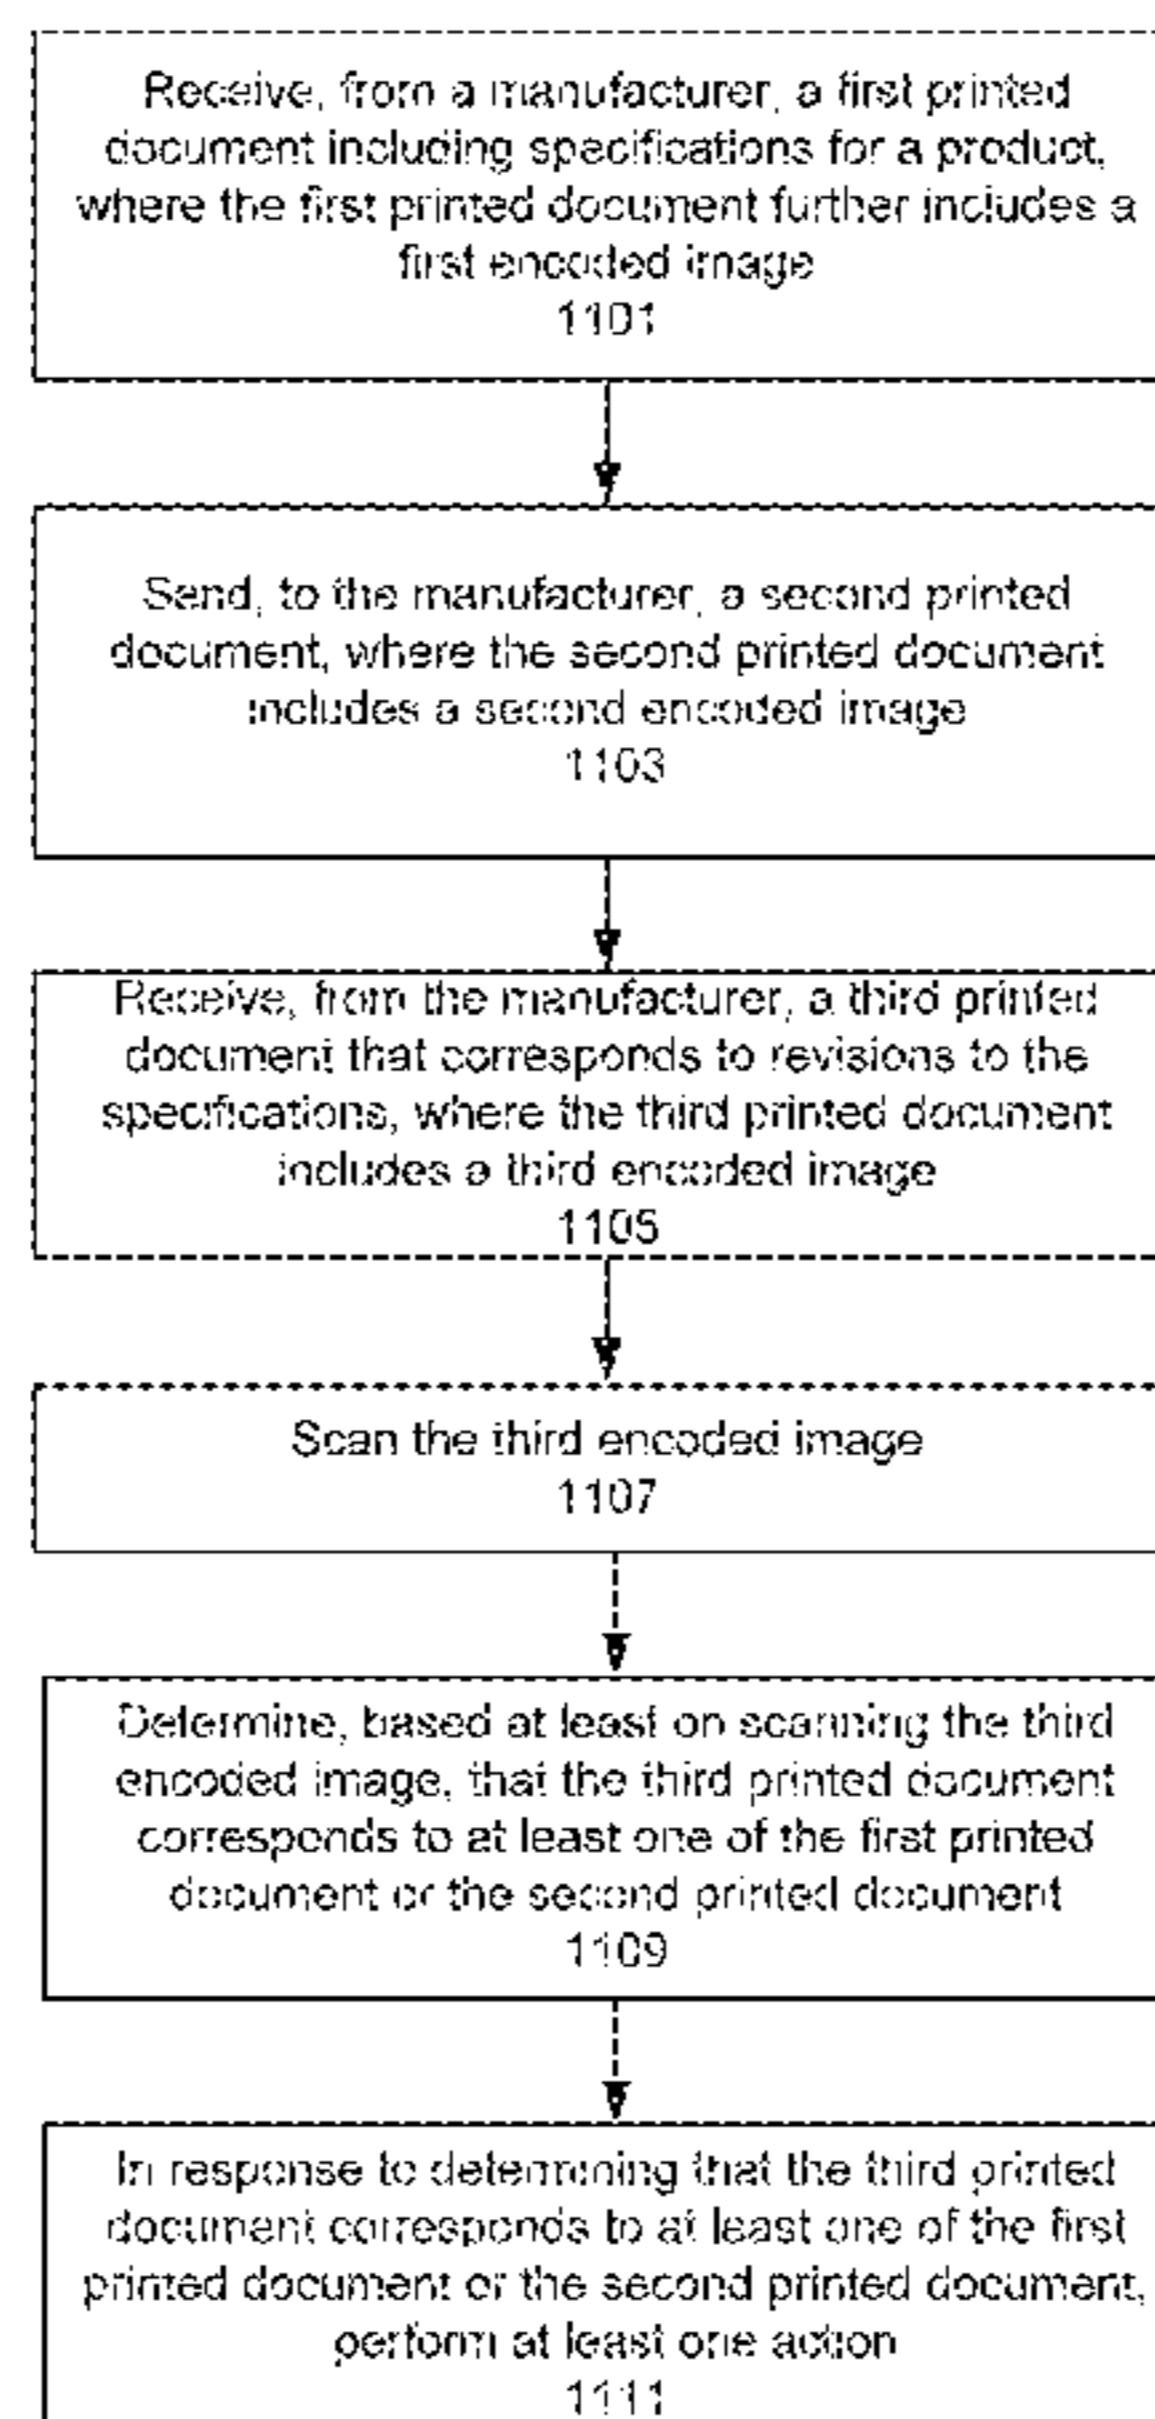 Receive, from a manufacturer, a first printed
document including specifications for a product,
where the first printed document further includes a
first encoded image
1101
Send, to the manufacturer, a second printed
document, where the second printed document
includes a second encoded image
1103
Receive, from the manufacturer, a third printed
document that corresponds to revisions to the
specifications, where the third printed document
includes a third encoded image
1105
Scan the third encoded image
1107
Determine, based at least on scanning the third
encoded image, that the third printed document
corresponds to at least one of the first printed
document or the second printed document
1109
In response to determining that the third printed
document corresponds to at least one of the first
printed document or the second printed document,
perform at least one action
1111